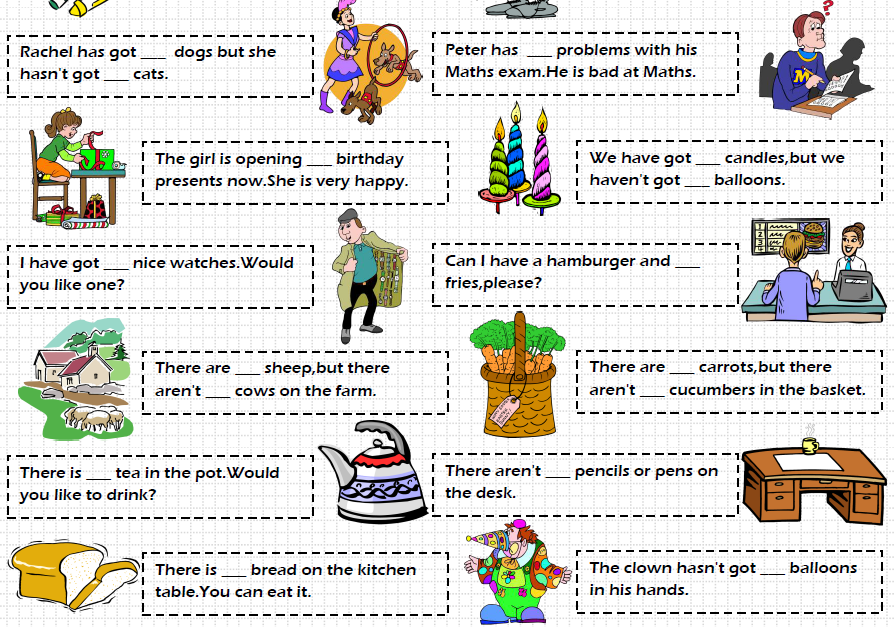 Rachel has got ___ dogs but she
hasn't got ___ cats.
Peter has ___ problems with his
Maths exam.He is bad at Maths.
The girl is opening ___ birthday
presents now.She is very happy.
We have got ___ candles,but we
haven't got ___ balloons.
I have got ___ nice watches.Would
you like one?
Can I have a hamburger and ___
fries,please?
There are ___ sheep,but there
aren't ___ cows on the farm.
There are ___ carrots,but there
aren't ___ cucumbers in the basket.
There is ___ tea in the pot.Would
you like to drink?
There aren't ___ pencils or pens on
the desk.
There is ___ bread on the kitchen
table.You can eat it.
The clown hasn't got ___ balloons
in his hands.
?
M
1
2
3
4